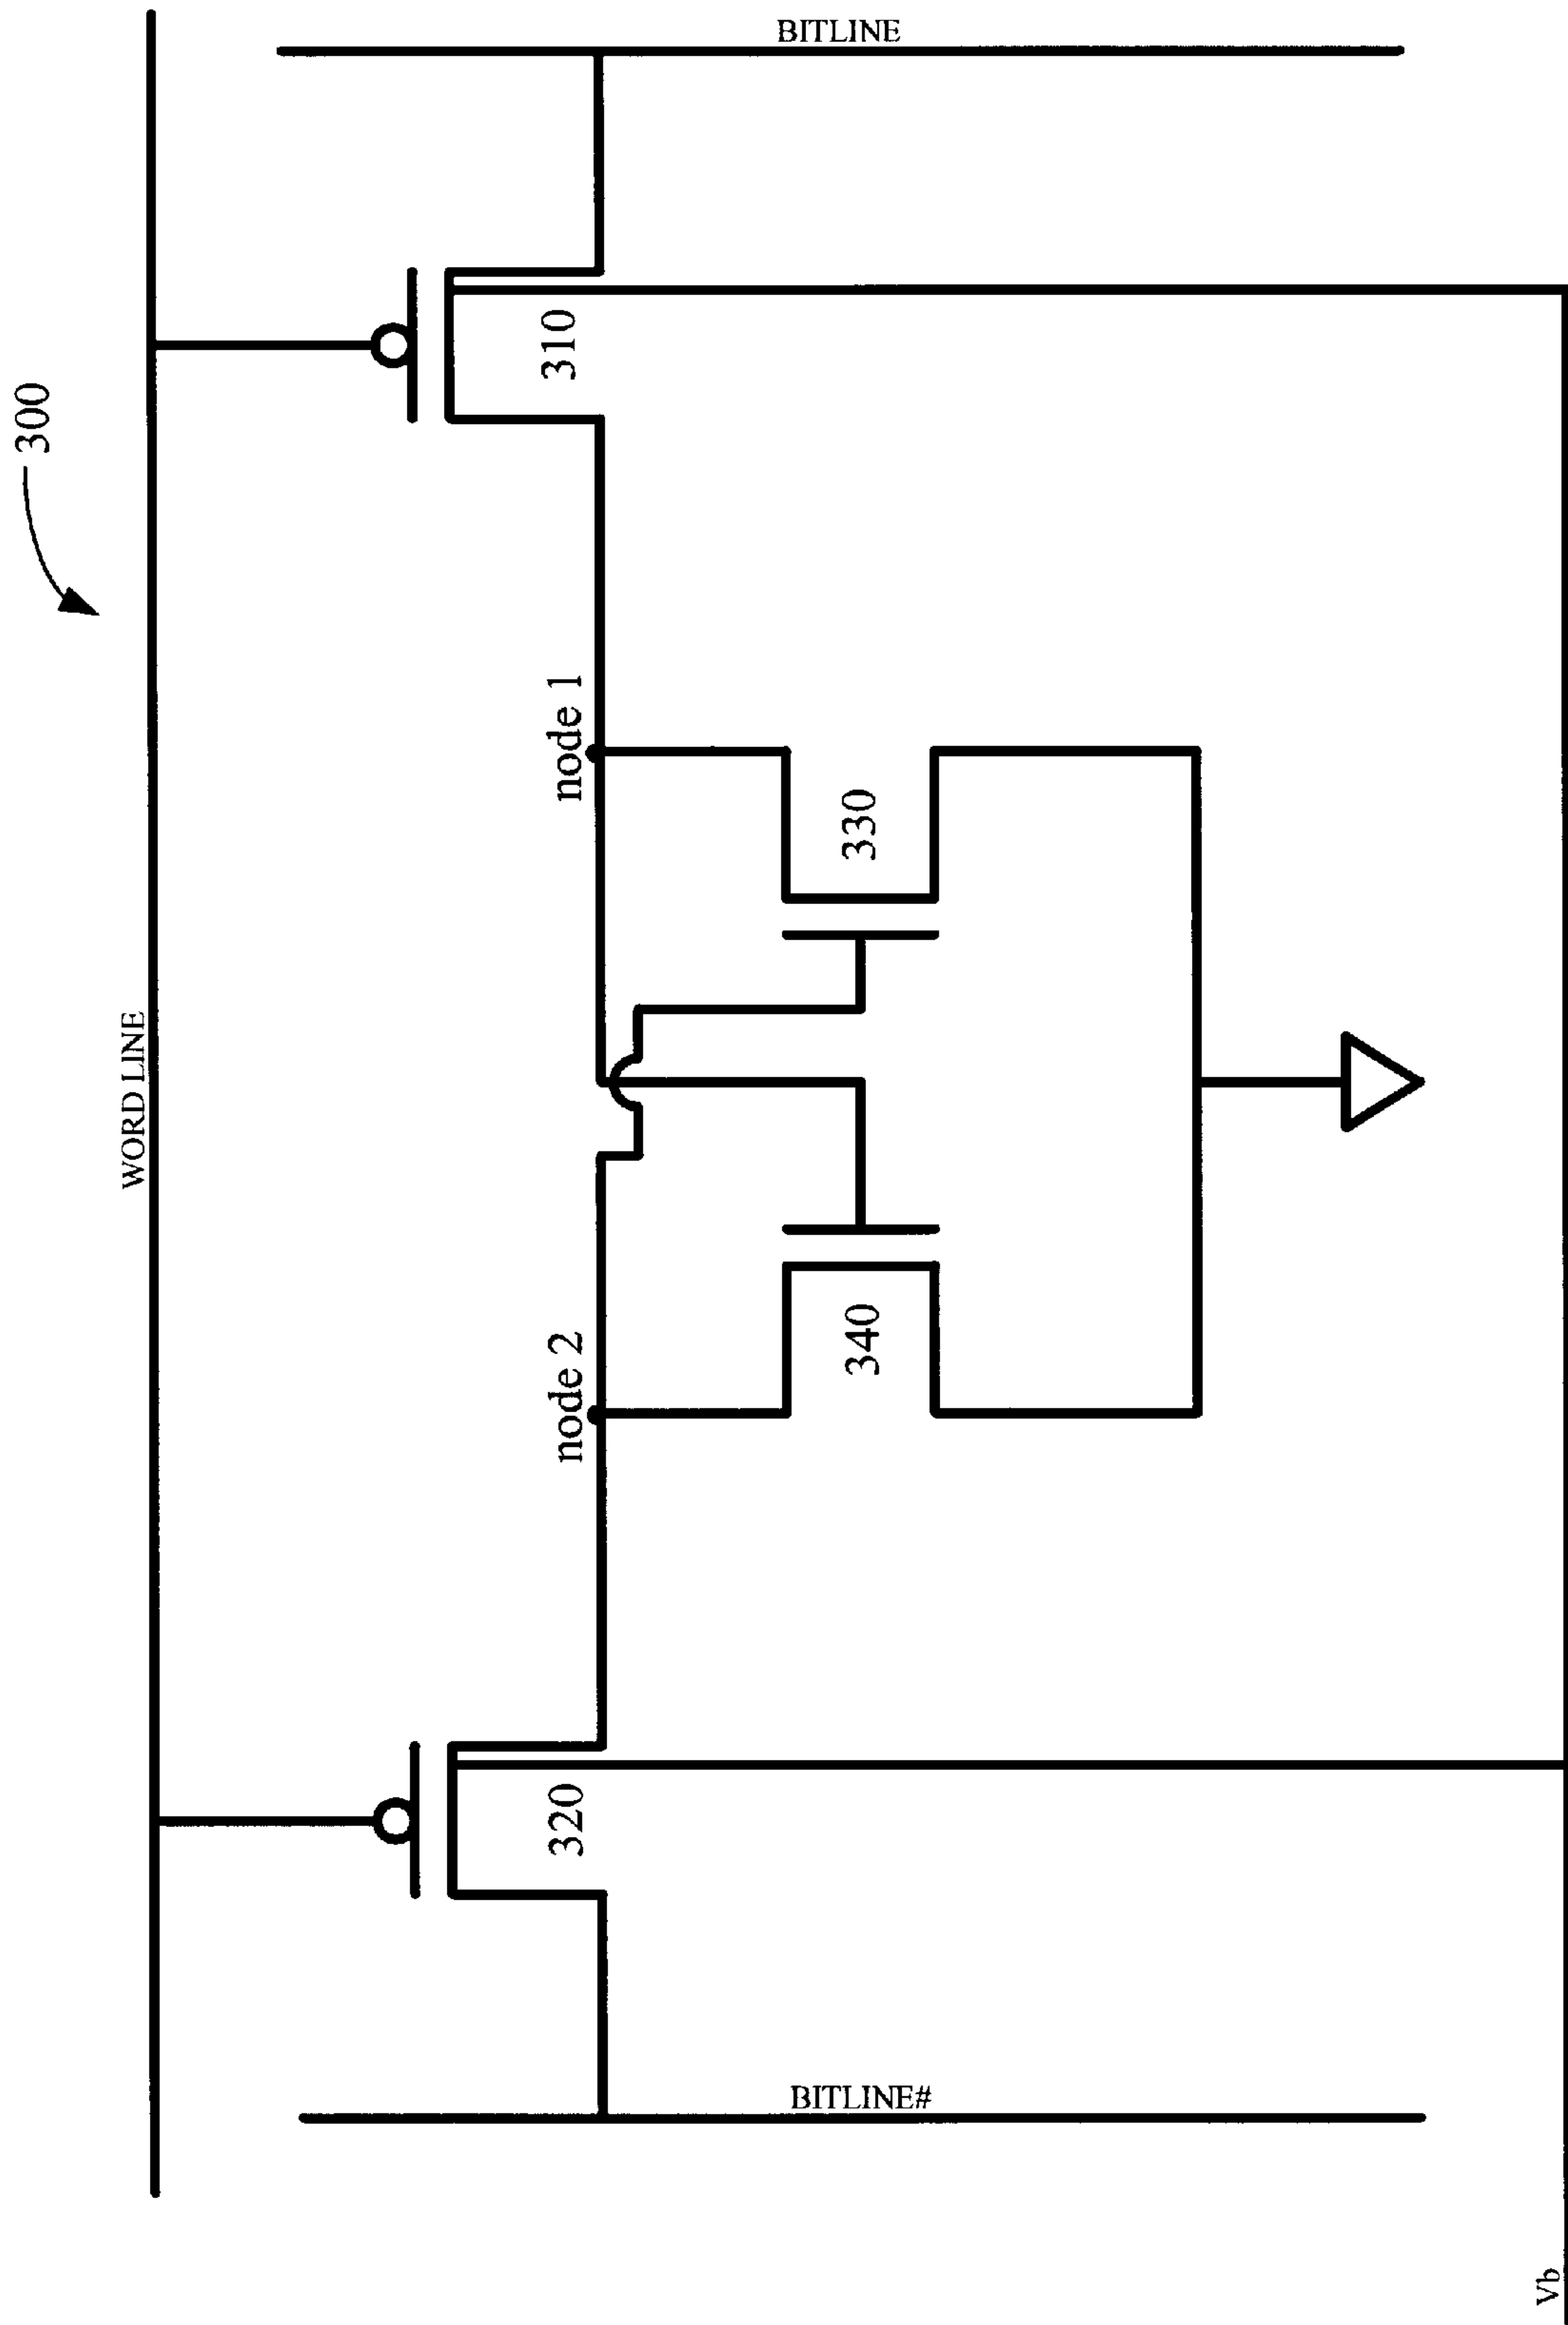 300
WORD LINE
BITLINE#
BITLINE
320
310
node 2
node 1
340
330
Vb